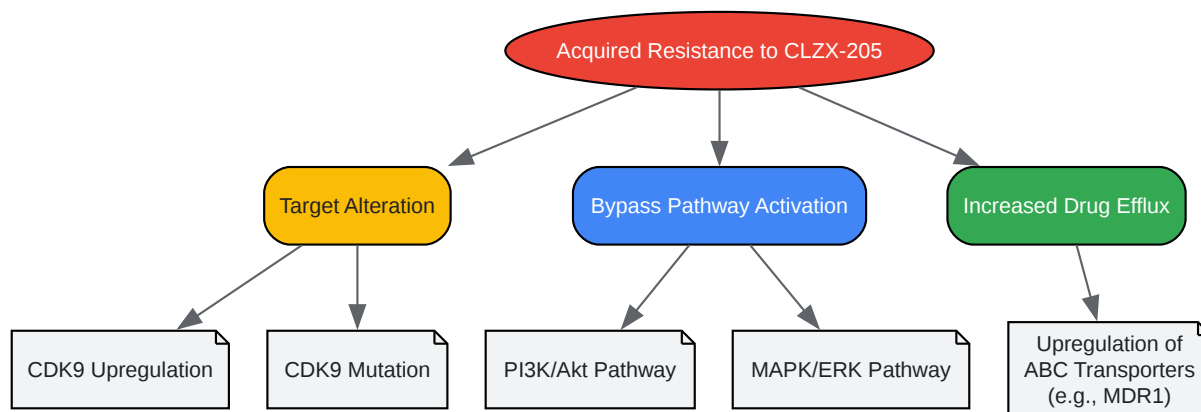 Acquired Resistance to CLZX-205
Target Alteration
Bypass Pathway Activation
Increased Drug Efflux
CDK9 Upregulation
CDK9 Mutation
PI3K/Akt Pathway
MAPK/ERK Pathway
Upregulation of
ABC Transporters
(e.g., MDR1)